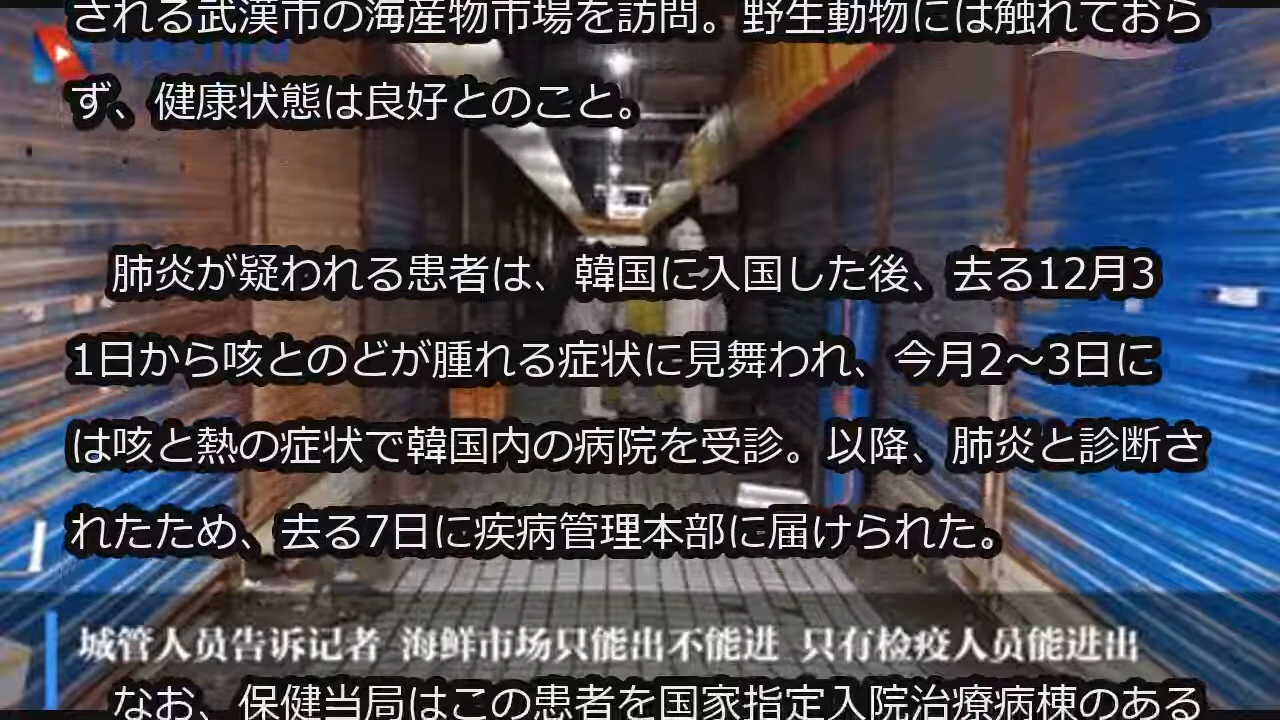 される武漢市の海産物市場を訪問。野生動物には触れておら
ず、健康状態は良好とのこと。
肺炎が疑われる患者は、韓国に入国した後、去る12月3
1日から咳とのどが腫れる症状に見舞われ、今月2～3日に
は咳と熱の症状で韓国内の病院を受診。以降、肺炎と診断さ
れたため、去る7日に疾病管理本部に届けられた。
城管人员告诉记者 海鲜市场只能出不能进 只有检疫人员能进出
なお、保健当局はこの患者を国家指定入院治療病棟のある